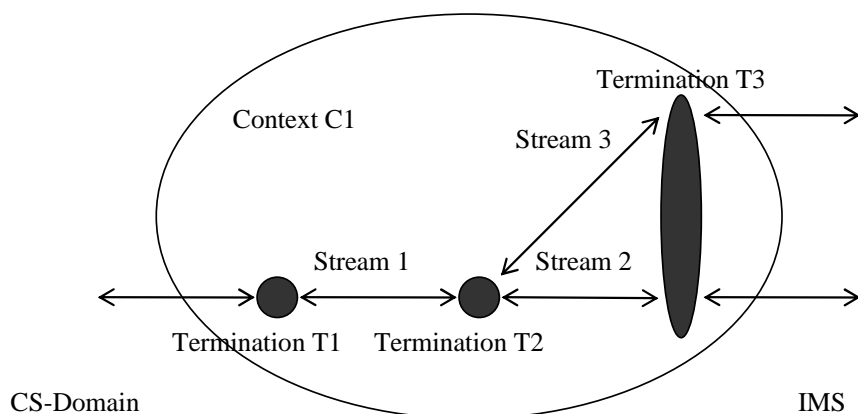 Termination T3
Context C1
Stream 3
Stream 1
Stream 2
Termination T1
Termination T2
CS-Domain
IMS